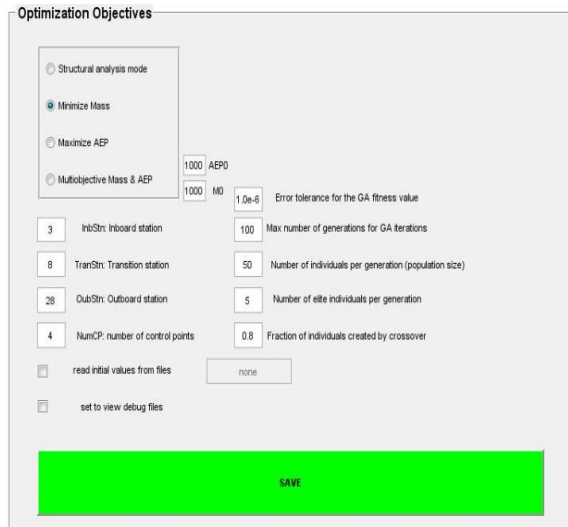 Optimization Objectives
Structural analysis mode
Minimize Mass
Maximize AEP
Multiobjective Mass & AEP
1000 AEP0
1000 M0
1.0e-6 Error tolerance for the GA fitness value
3 InbStn: Inboard station
100 Max number of generations for GA iterations
8 TranStn: Transition station
50 Number of individuals per generation (population size)
28 OubStn: Outboard station
5 Number of elite individuals per generation
4 NumCP: number of control points
0.8 Fraction of individuals created by crossover
read initial values from files none
set to view debug files
SAVE